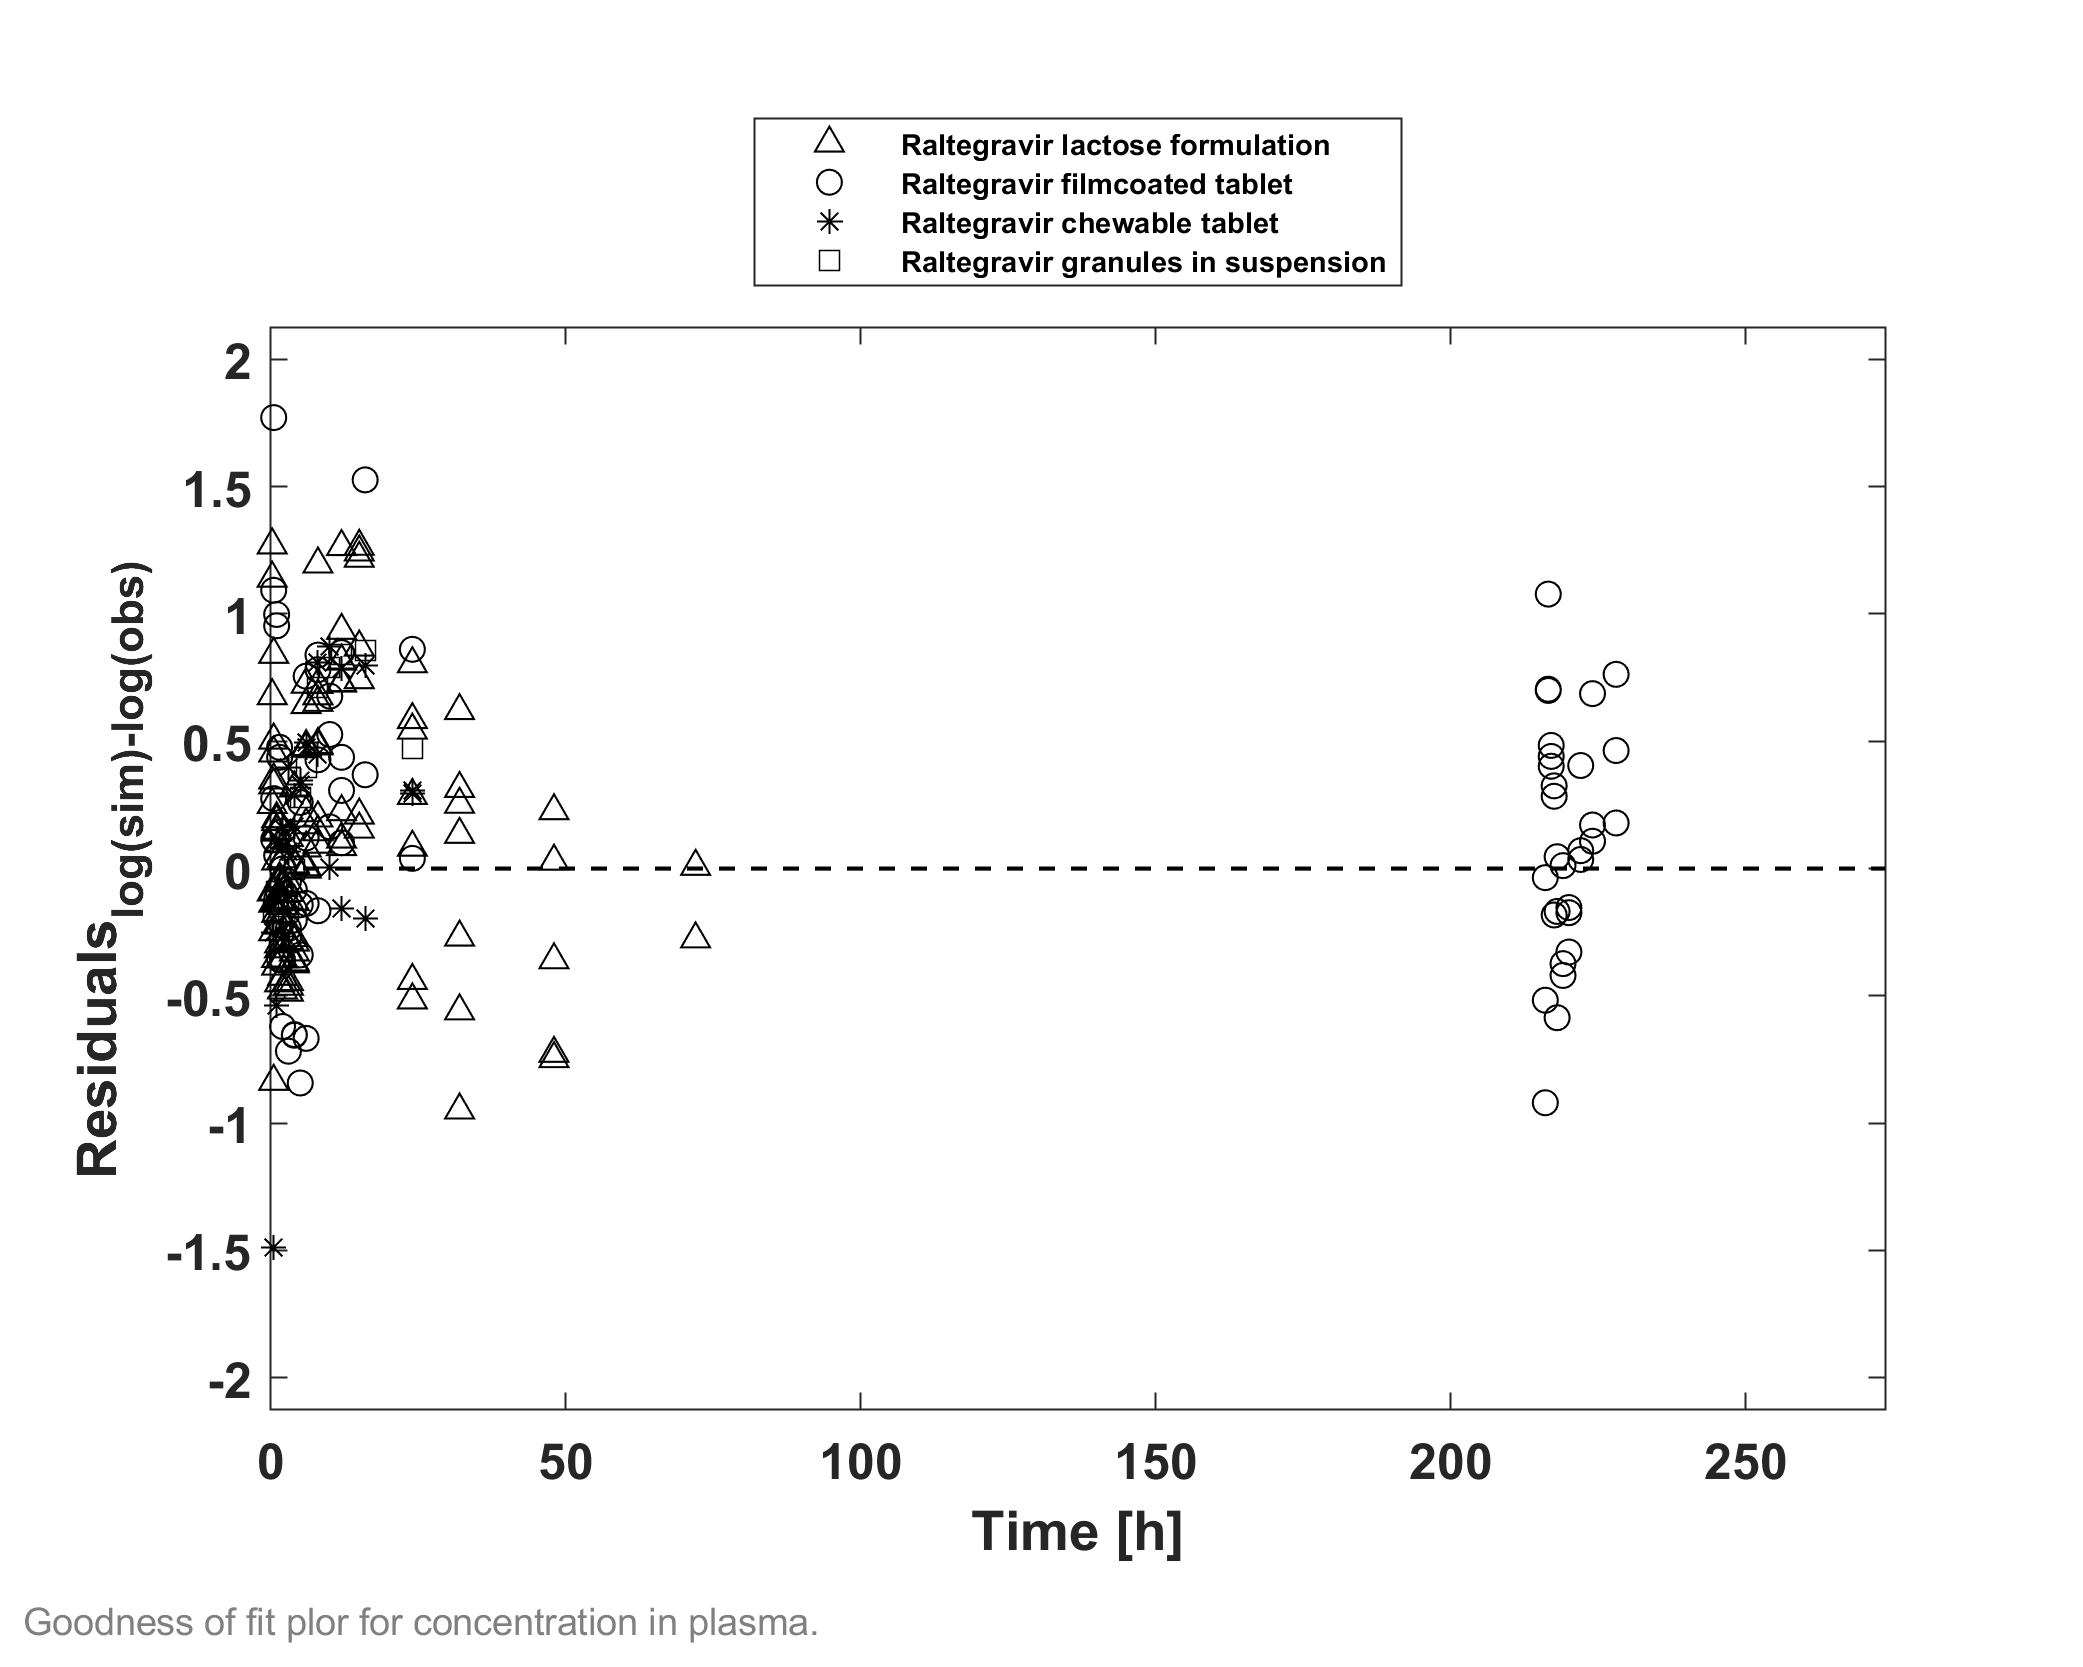 Raltegravir lactose formulation
Raltegravir filmcoated tablet
Raltegravir chewable tablet
Raltegravir granules in suspension
Residuals log(sim)-log(obs)
2
1.5
1
0.5
0
-0.5
-1
-1.5
-2
0 50 100 150 200 250
Time [h]
Goodness of fit plor for concentration in plasma.